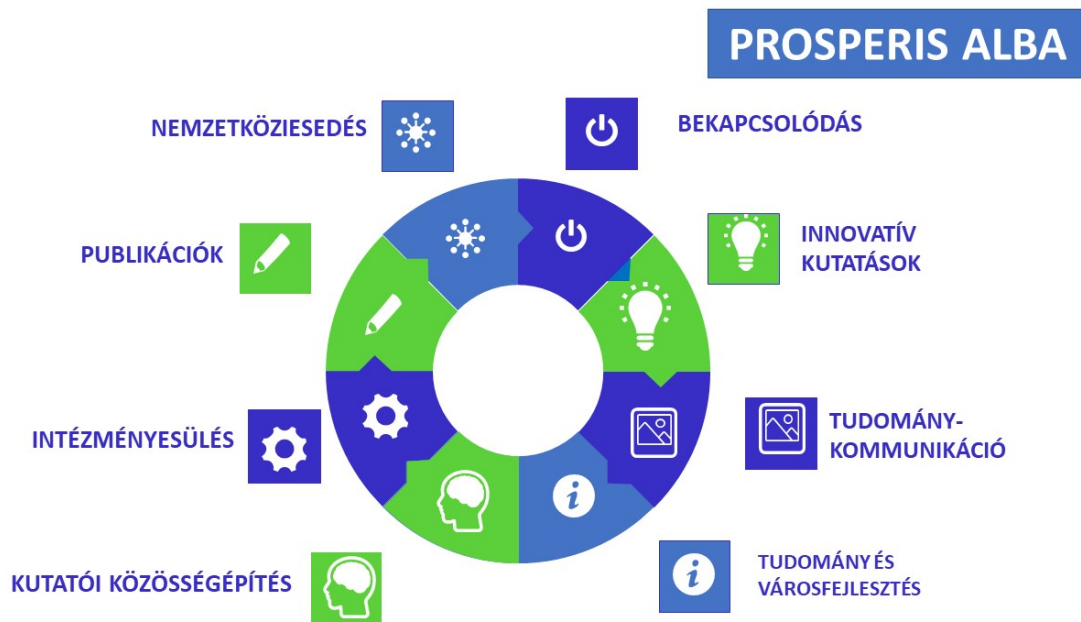 PROSPERIS ALBA
NEMZETKÖZIESEDÉS
BEKAPCSOLÓDÁS
PUBLIKÁCIÓK
INNOVATÍV
KUTATÁSOK
INTÉZMÉNYESÜLÉS
TUDOMÁNY-
KOMMUNIKÁCIÓ
KUTATÓI KÖZÖSSÉGÉPÍTÉS
TUDOMÁNY ÉS
VÁROSFEJLESZTÉS